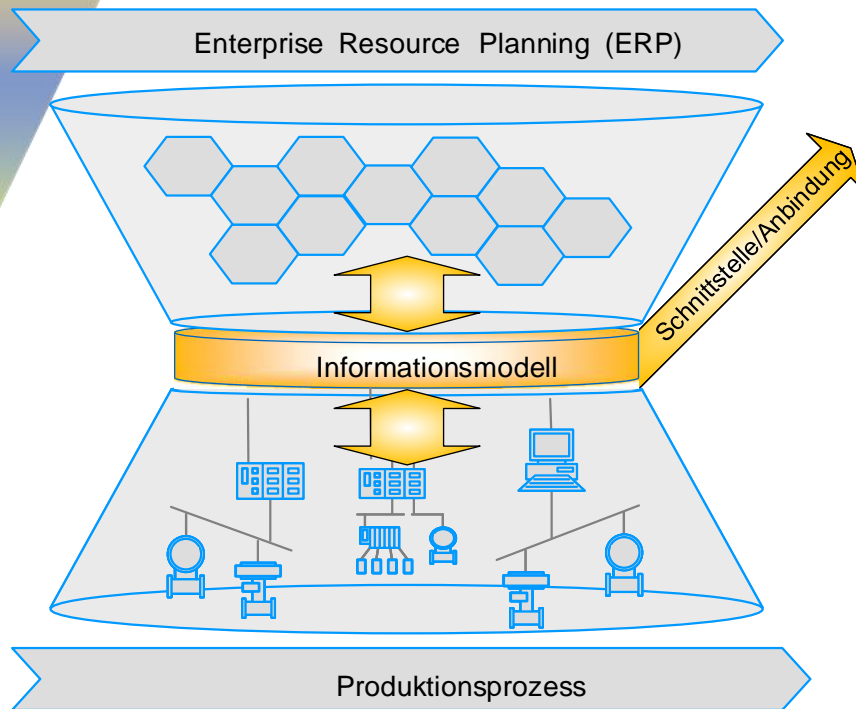 Enterprise Resource Planning (ERP)
Schnittstelle/Anbindung
Informationsmodell
Produktionsprozess